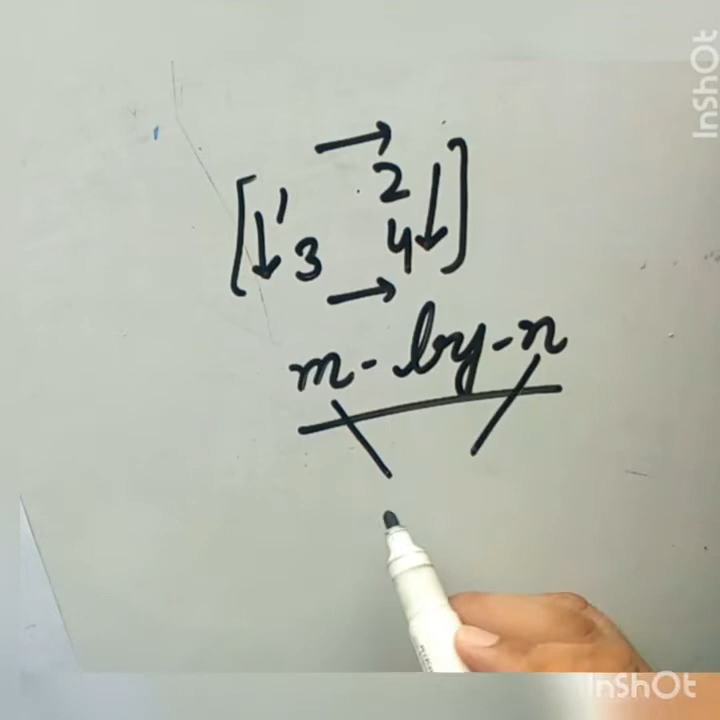 InShOt
→
[↓1 2↓]
3 4
→
m-by-n
InShOt